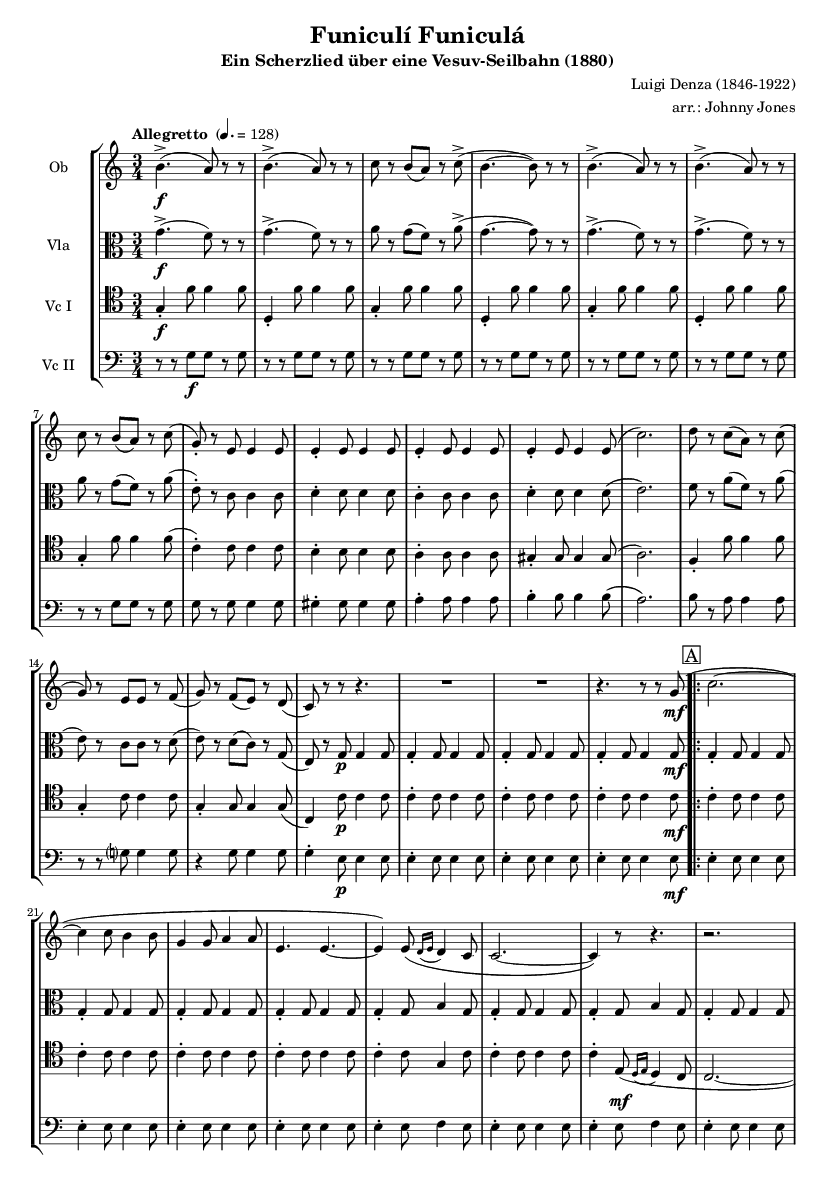 Funiculí Funiculá
Ein Scherzlied über eine Vesuv-Seilbahn (1880)
Luigi Denza (1846-1922)
arr.: Johnny Jones
Allegretto (♩. = 128)
Ob
f
Vla
f
Vc I
f
Vc II
f
7
14
A
mf
p mf
p mf
p mf
21
mf